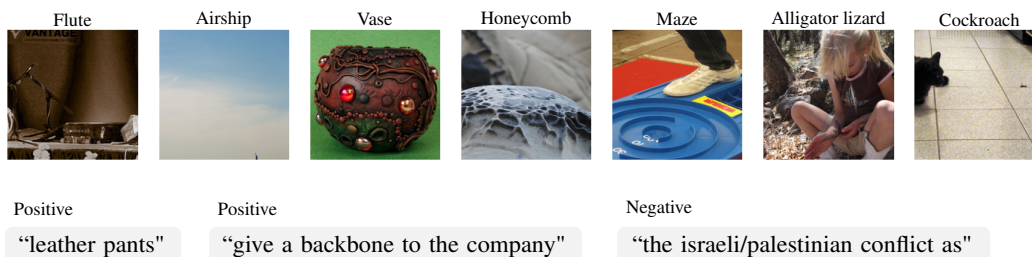 Flute Airship Vase Honeycomb Maze Alligator lizard Cockroach
VANTAGE
Positive Positive Negative
“leather pants" “give a backbone to the company" “the israeli/palestinian conflict as"